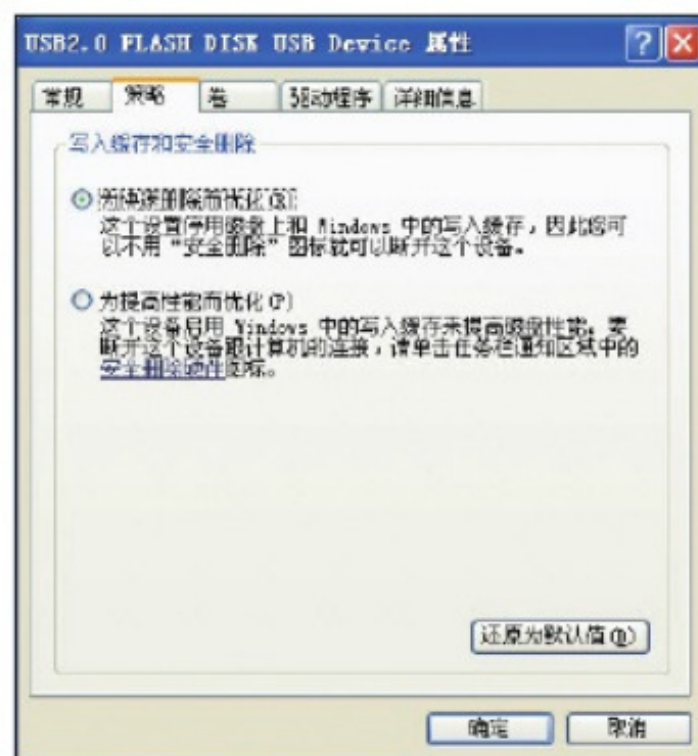 USB2.0 FLASH DISK USB Device 属性
常规 策略 卷 驱动程序 详细信息
写入缓存和安全删除
为快速删除而优化(R)
这个设置停用磁盘上和 Windows 中的写入缓存，因此您可
以不用“安全删除”图标就可以断开这个设备。
为提高性能而优化(P)
这个设备启用 Windows 中的写入缓存来提高磁盘性能。要
断开这个设备跟计算机的连接，请单击任务栏通知区域中的
安全删除硬件图标。
还原为默认值(D)
确定 取消